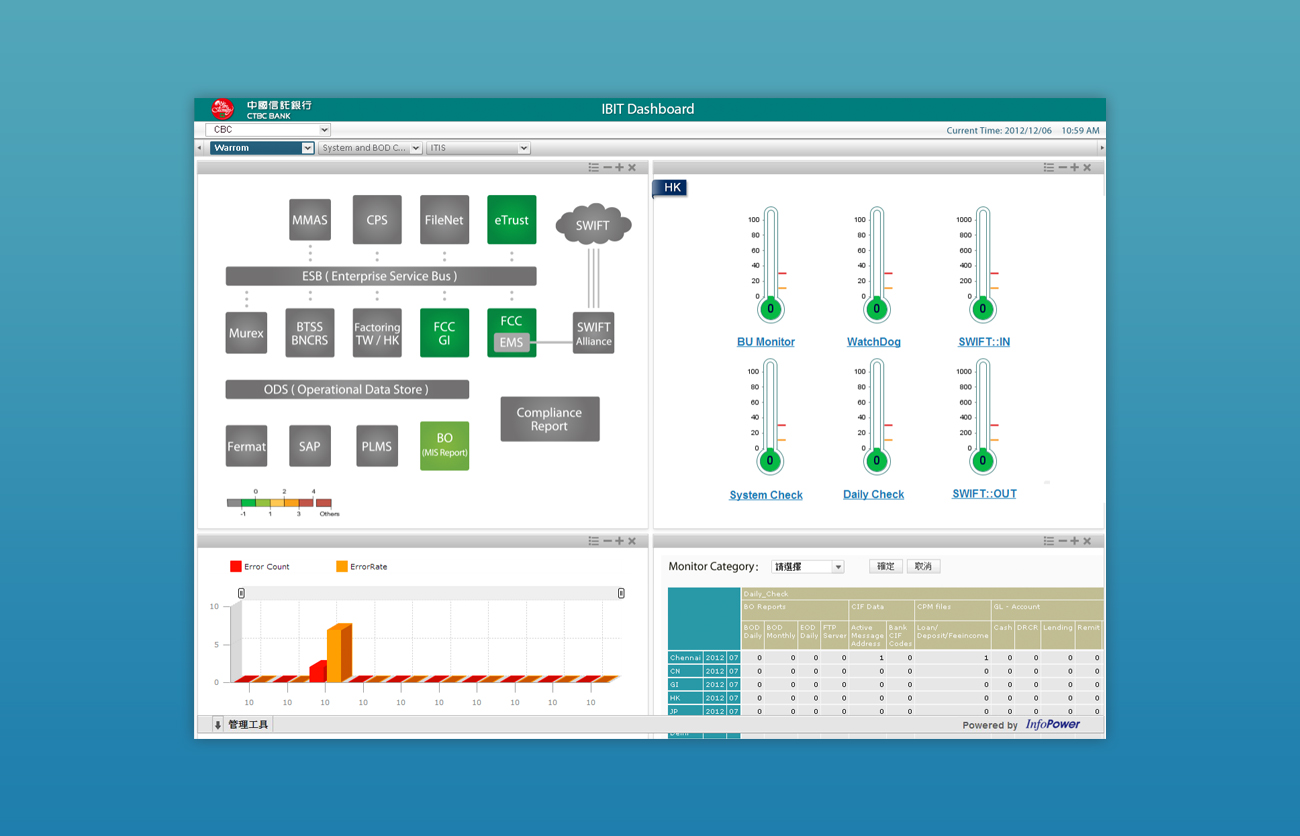 中國信託銀行
CTBC BANK
IBIT Dashboard
CBC
Current Time: 2012/12/06 10:59 AM
Warrom
System and BOD C...
ITIS
MMAS
CPS
FileNet
eTrust
SWIFT
ESB ( Enterprise Service Bus )
Murex
BTSS
BNCRS
Factoring
TW / HK
FCC
GI
FCC
EMS
SWIFT
Alliance
ODS ( Operational Data Store )
Compliance
Report
Fermat
SAP
PLMS
BO
(MIS Report)
0 2 4
-1 1 3 Others
HK
100 80 60 40 20 0
0
BU Monitor
100 80 60 40 20 0
0
WatchDog
1000 800 600 400 200 0
0
SWIFT::IN
100 80 60 40 20 0
0
System Check
100 80 60 40 20 0
0
Daily Check
1000 800 600 400 200 0
0
SWIFT::OUT
Error Count
ErrorRate
10
5
0
10 10 10 10 10 10 10 10 10 10
Monitor Category:
請選擇
確定
取消
Daily_Check
BO Reports CIF Data CPM files GL - Account
BOD Daily BOD Monthly EOD Daily FTP Server Active Message Address Bank CIF Codes Loan/ Deposit/Feeincome Cash DRCR Lending Remit
Chennai 2012 07 0 0 0 0 1 0 1 0 0 0 0
CN 2012 07 0 0 0 0 0 0 0 0 0 0 0
GI 2012 07 0 0 0 0 0 0 0 0 0 0 0
HK 2012 07 0 0 0 0 0 0 0 0 0 0 0
JP 2012 07 0 0 0 0 0 0 0 0 0 0 0
管理工具
Powered by InfoPower